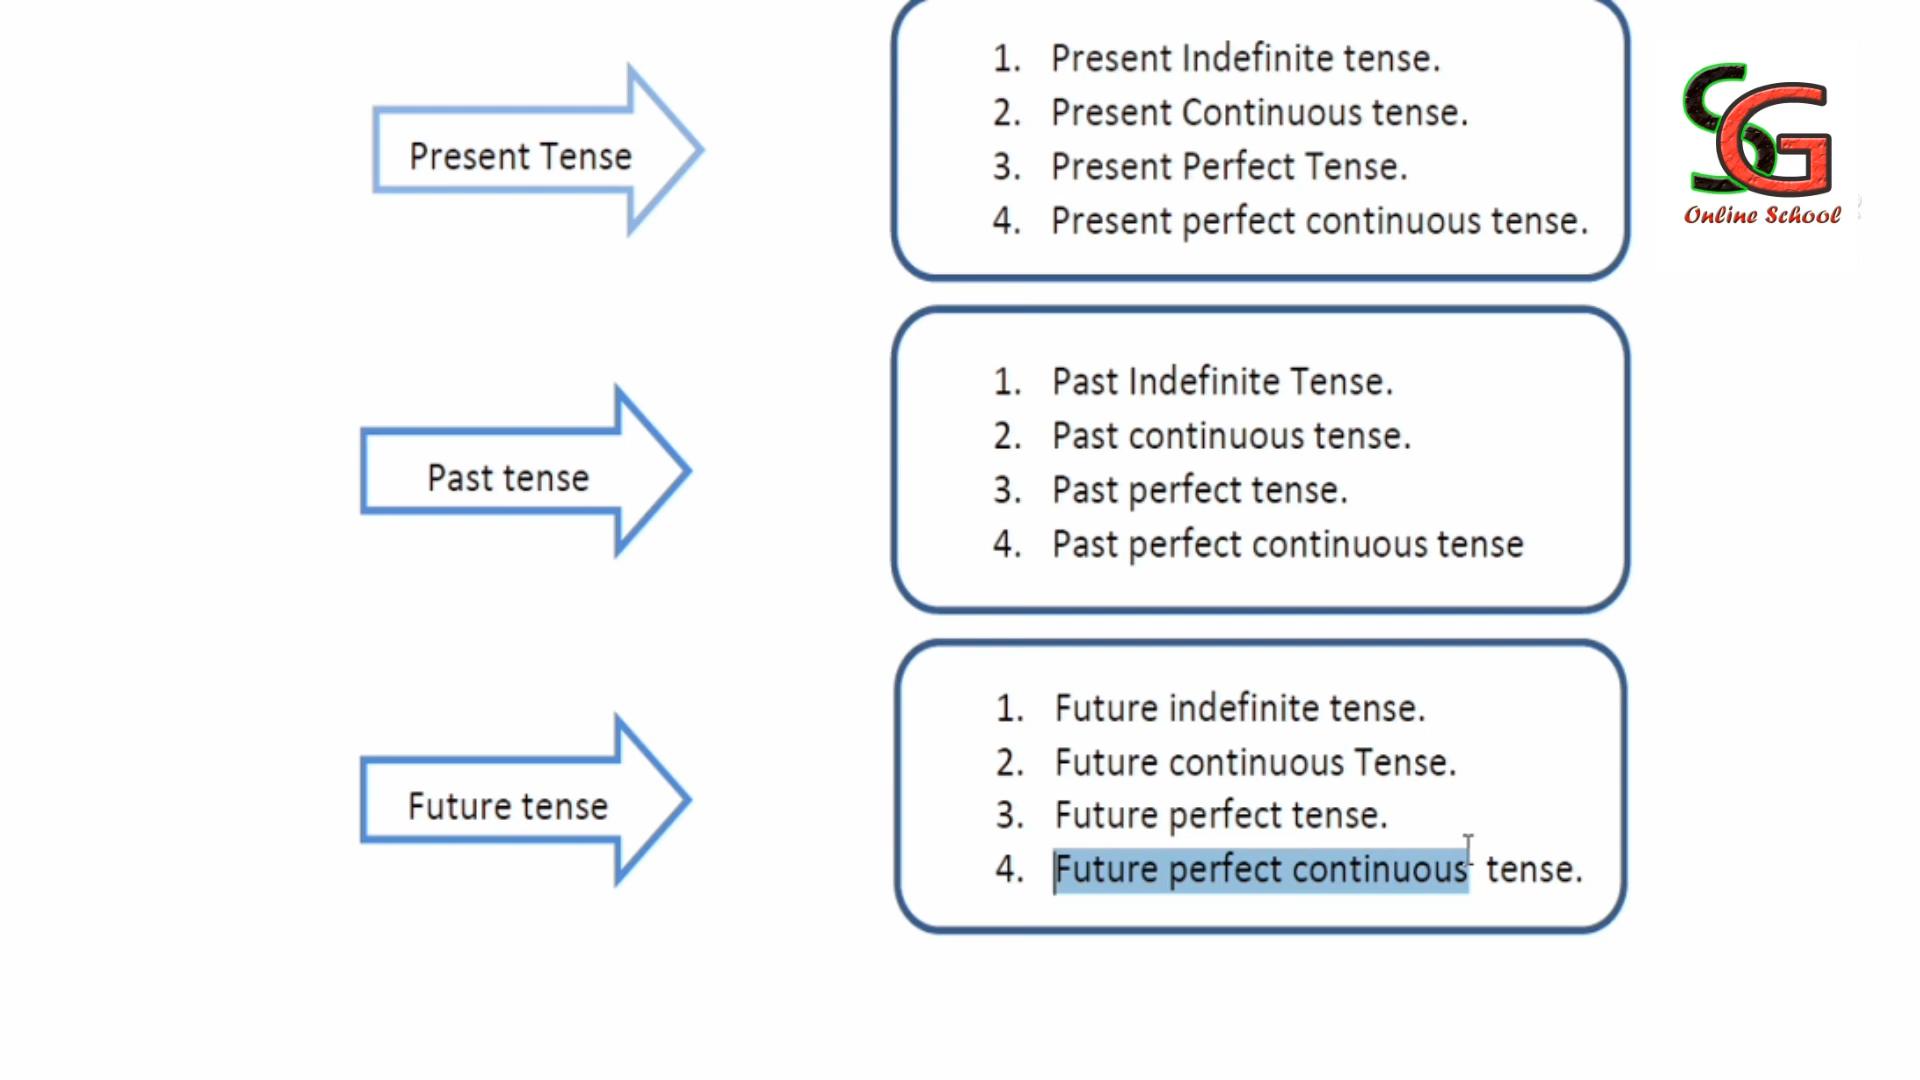 Present Tense
1. Present Indefinite tense.
2. Present Continuous tense.
3. Present Perfect Tense.
4. Present perfect continuous tense.
SG
Online School
Past tense
1. Past Indefinite Tense.
2. Past continuous tense.
3. Past perfect tense.
4. Past perfect continuous tense
Future tense
1. Future indefinite tense.
2. Future continuous Tense.
3. Future perfect tense.
4. Future perfect continuous tense.